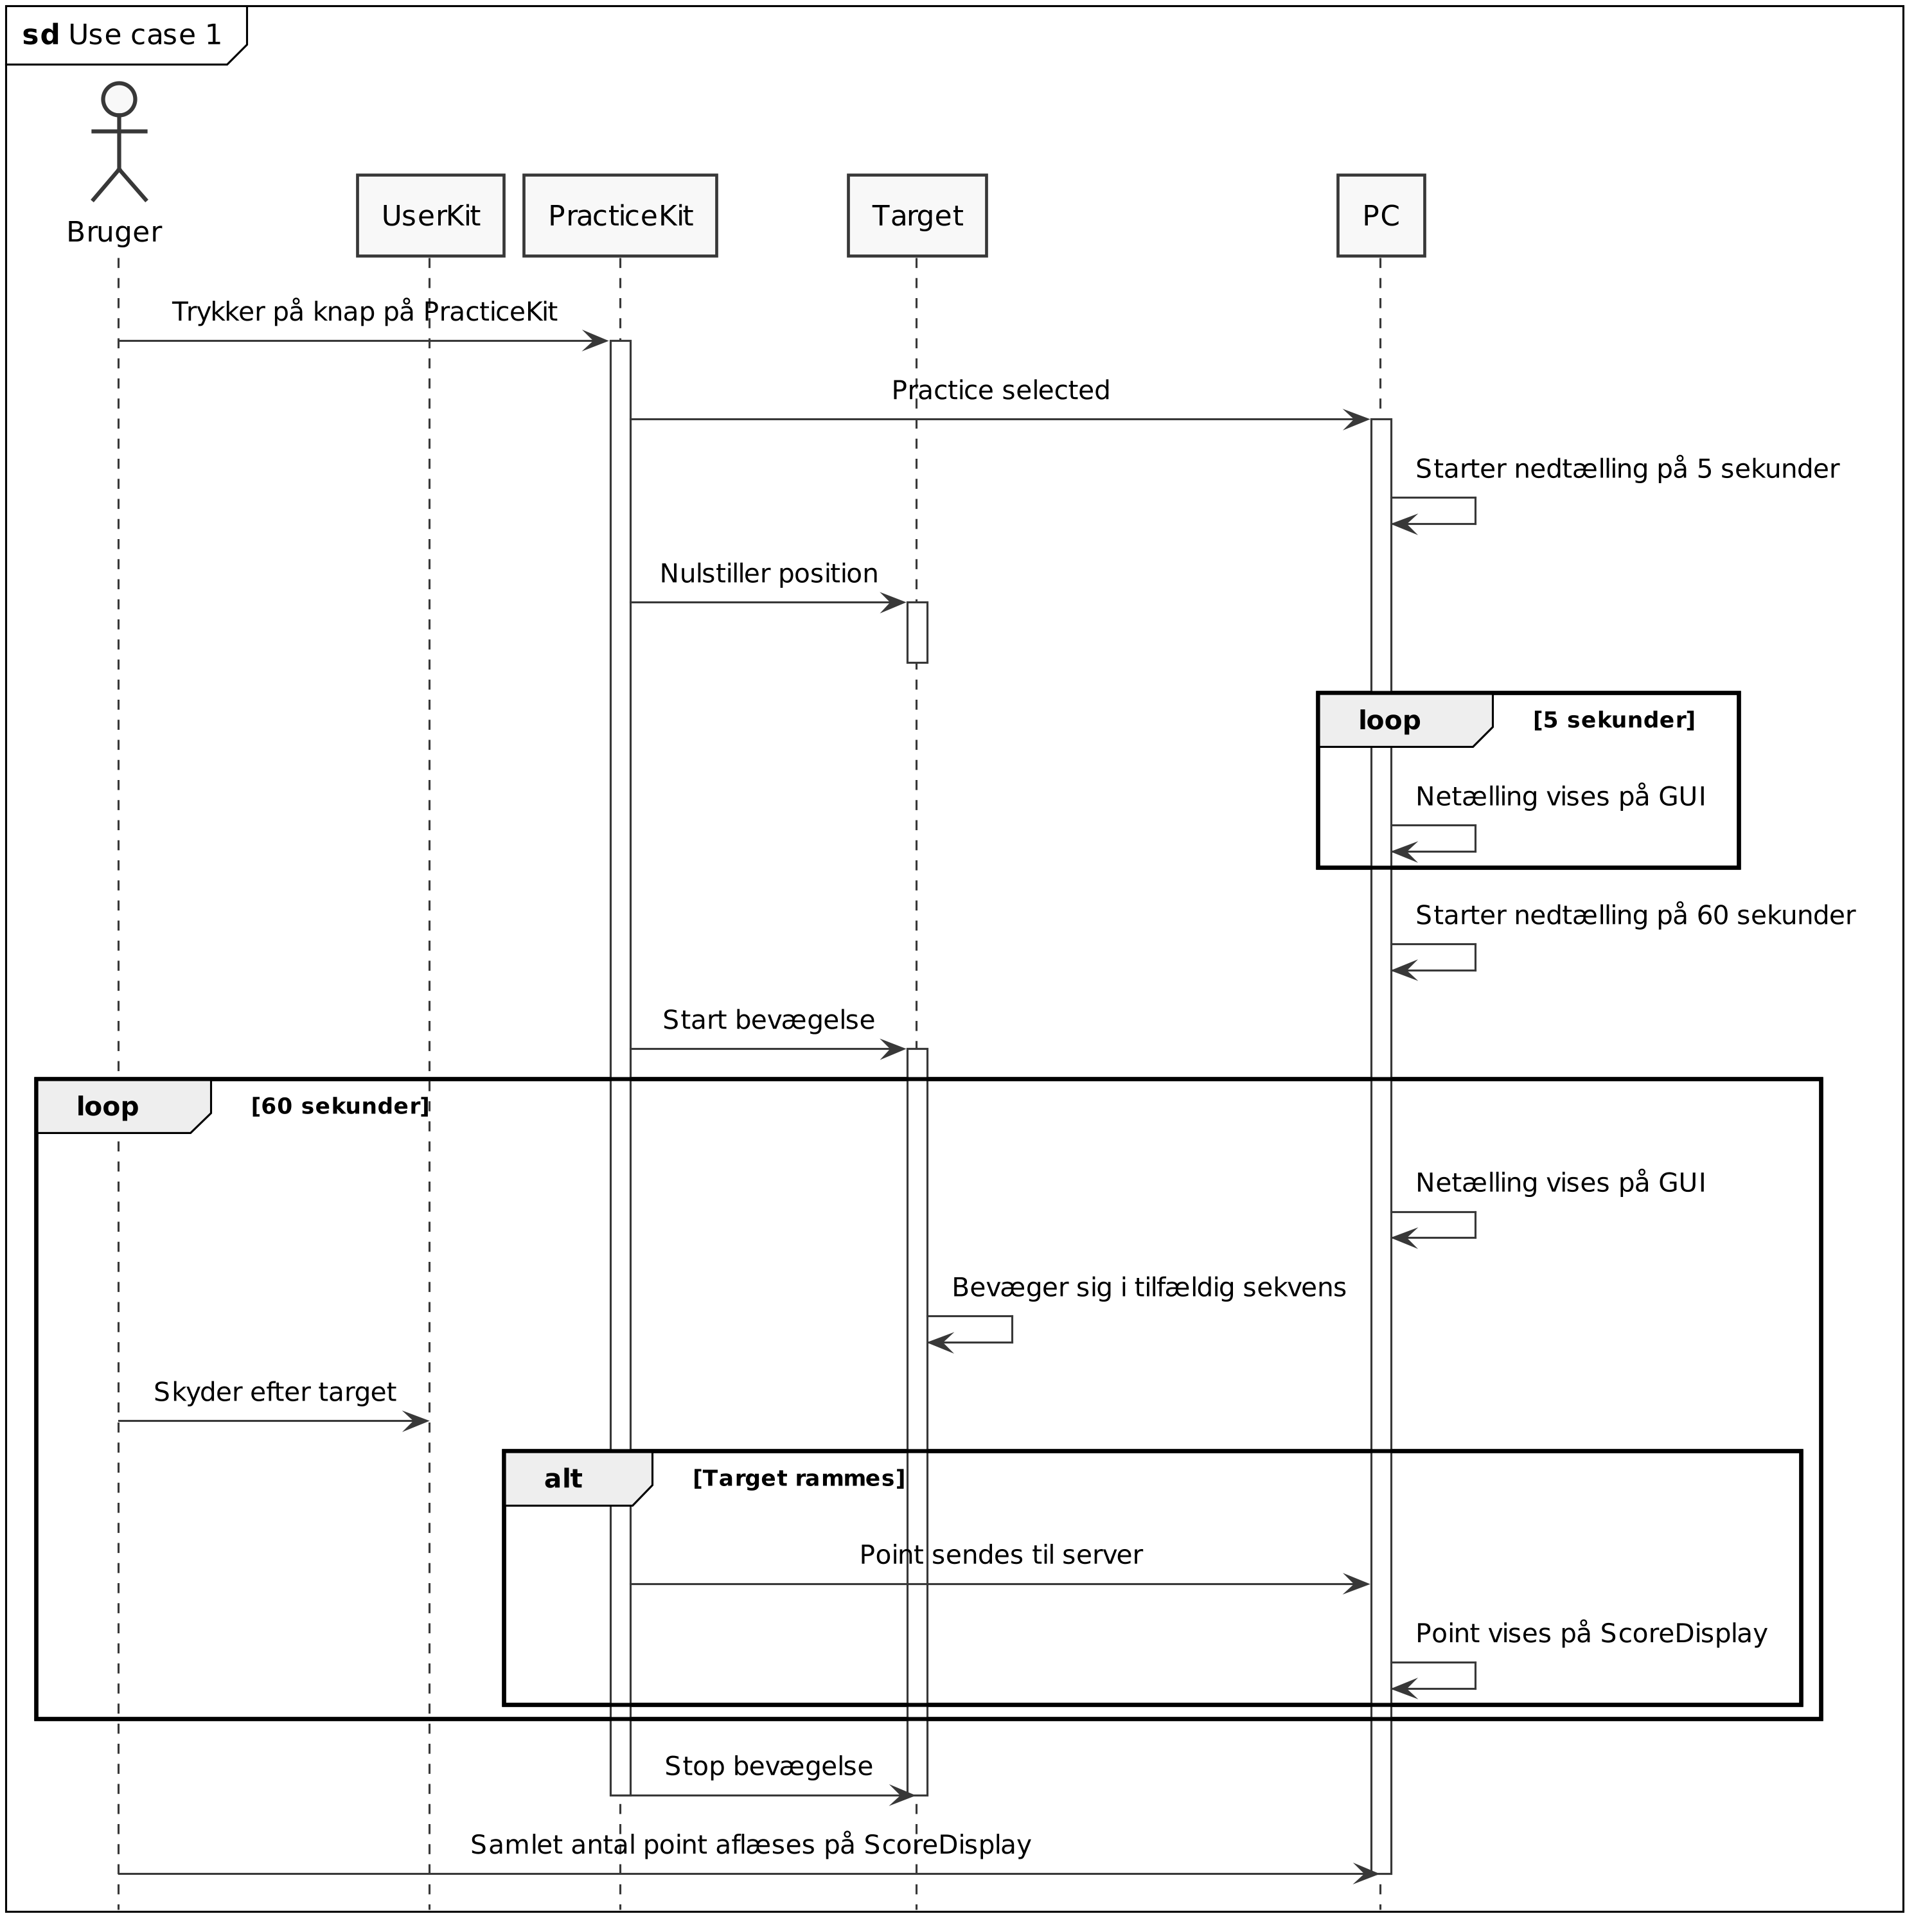 sd Use case 1
Bruger
UserKit
PracticeKit
Target
PC
Trykker på knap på PracticeKit
Practice selected
Starter nedtælling på 5 sekunder
Nulstiller position
loop [5 sekunder]
Netælling vises på GUI
Starter nedtælling på 60 sekunder
Start bevægelse
loop [60 sekunder]
Netælling vises på GUI
Bevæger sig i tilfældig sekvens
Skyder efter target
alt [Target rammes]
Point sendes til server
Point vises på ScoreDisplay
Stop bevægelse
Samlet antal point aflæses på ScoreDisplay